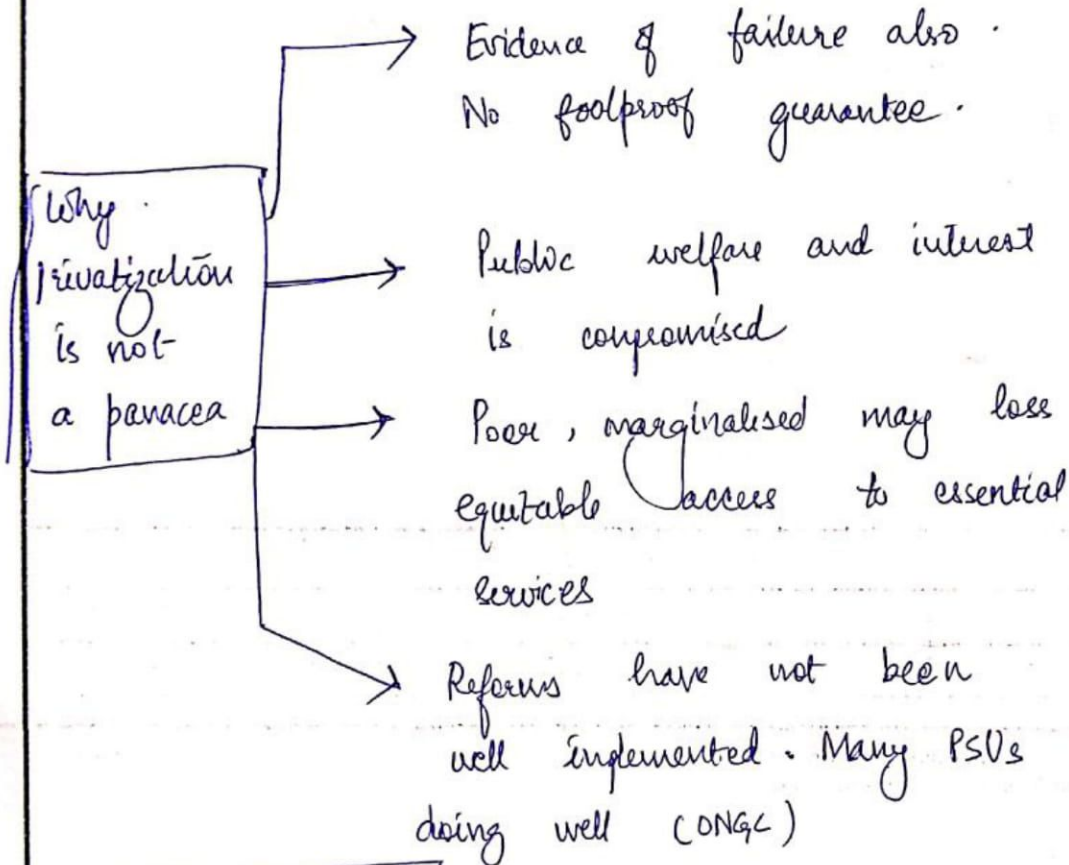 Evidence of failure also.
No foolproof guarantee.
Why
privatization
is not
a panacea
Public welfare and interest
is compromised
Poor, marginalised may loss
equitable access to essential
services
Reforms have not been
well implemented. Many PSUs
doing well (ONGC)